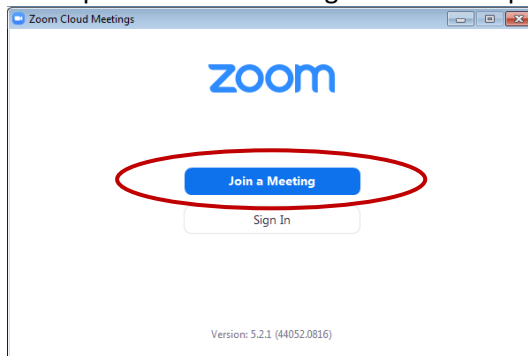 Zoom Cloud Meetings
zoom
Join a Meeting
Sign In
Version: 5.2.1 (44052.0816)